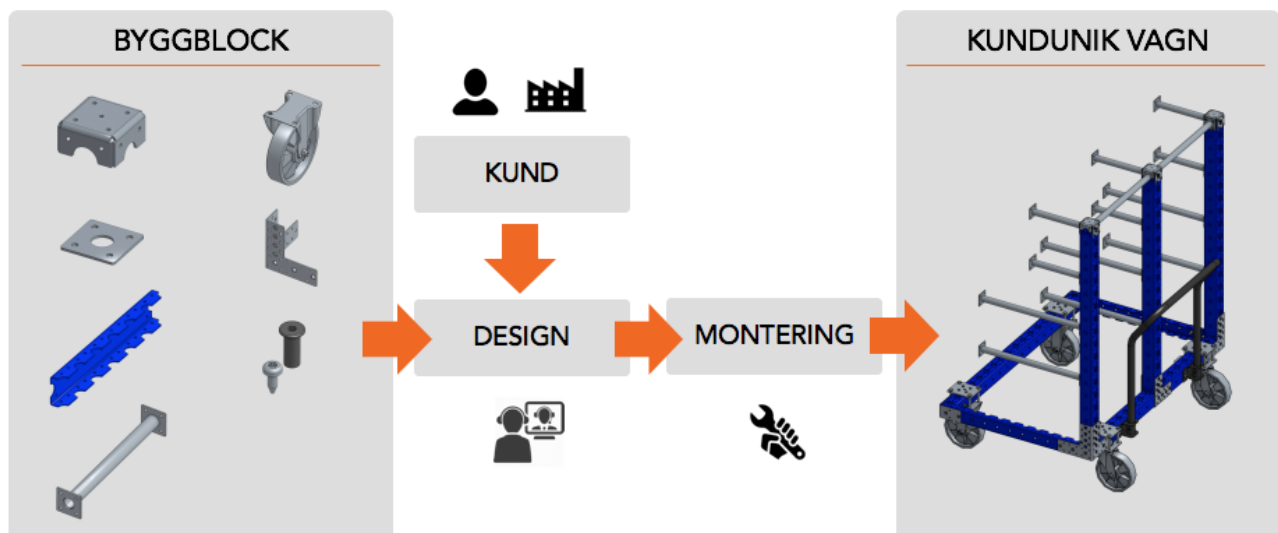 BYGGBLOCK
KUNDUNIK VAGN
KUND
DESIGN
MONTERING